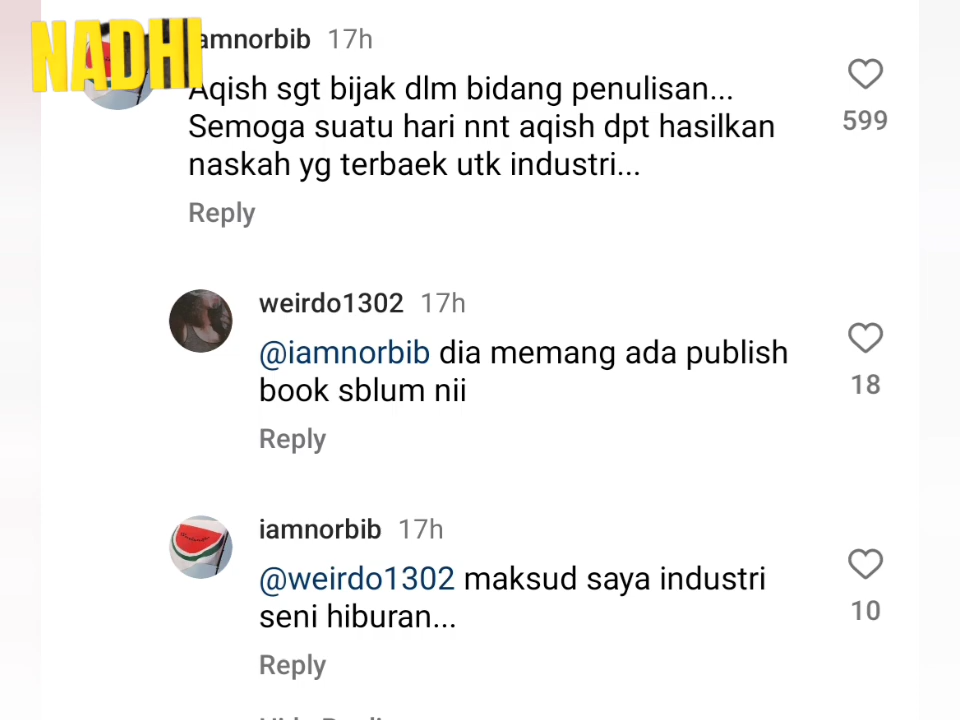 NADHI
iamnorbib 17h
Aqish sgt bijak dlm bidang penulisan...
Semoga suatu hari nnt aqish dpt hasilkan
naskah yg terbaek utk industri...
599
Reply
weirdo1302 17h
@iamnorbib dia memang ada publish
book sblum nii
18
Reply
iamnorbib 17h
@weirdo1302 maksud saya industri
seni hiburan...
10
Reply